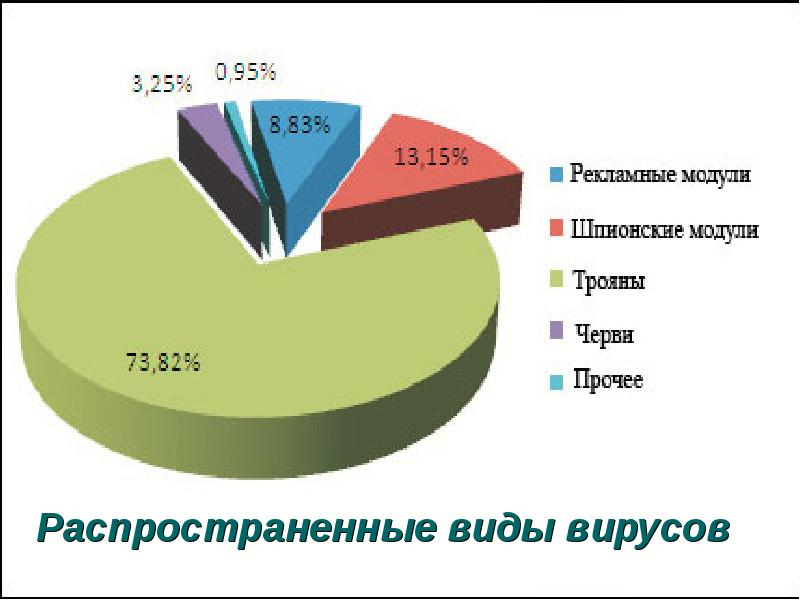 3,25%
0,95%
8,83%
13,15%
73,82%
Рекламные модули
Шпионские модули
Трояны
Черви
Прочее
Распространенные виды вирусов